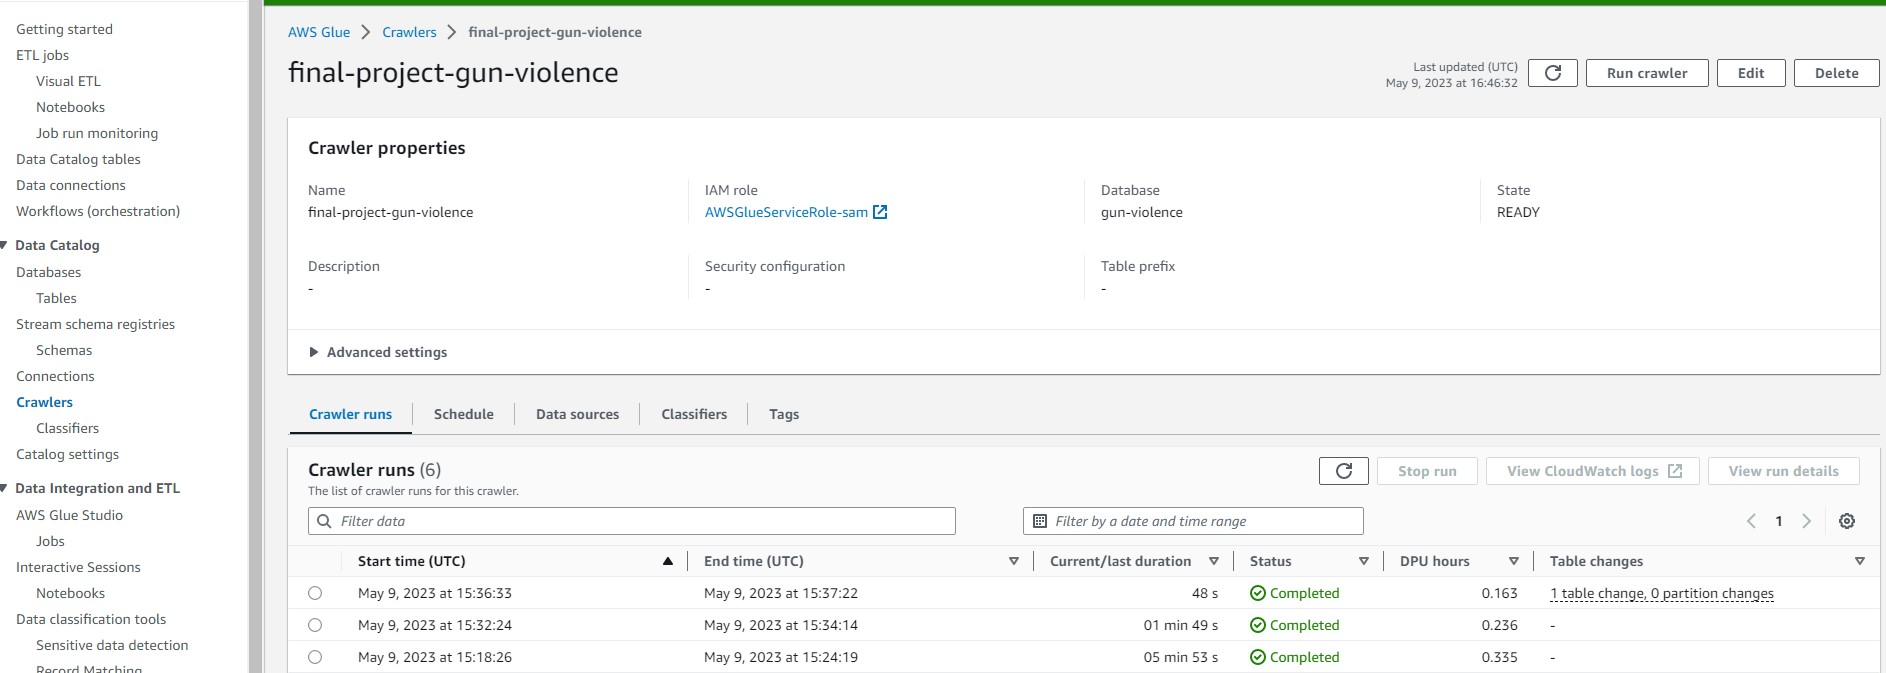 Getting started
ETL jobs
Visual ETL
Notebooks
Job run monitoring
Data Catalog tables
Data connections
Workflows (orchestration)
Data Catalog
Databases
Tables
Stream schema registries
Schemas
Connections
Crawlers
Classifiers
Catalog settings
Data Integration and ETL
AWS Glue Studio
Jobs
Interactive Sessions
Notebooks
Data classification tools
Sensitive data detection
Record Matching
AWS Glue > Crawlers > final-project-gun-violence
final-project-gun-violence
Last updated (UTC)
May 9, 2023 at 16:46:32
Run crawler Edit Delete
Crawler properties
Name IAM role Database State
final-project-gun-violence AWSGlueServiceRole-sam gun-violence READY
Description Security configuration Table prefix
- - -
Advanced settings
Crawler runs Schedule Data sources Classifiers Tags
Crawler runs (6)
The list of crawler runs for this crawler.
Stop run View CloudWatch logs View run details
Filter data Filter by a date and time range 1
Start time (UTC) End time (UTC) Current/last duration Status DPU hours Table changes
May 9, 2023 at 15:36:33 May 9, 2023 at 15:37:22 48 s Completed 0.163 1 table change, 0 partition changes
May 9, 2023 at 15:32:24 May 9, 2023 at 15:34:14 01 min 49 s Completed 0.236 -
May 9, 2023 at 15:18:26 May 9, 2023 at 15:24:19 05 min 53 s Completed 0.335 -